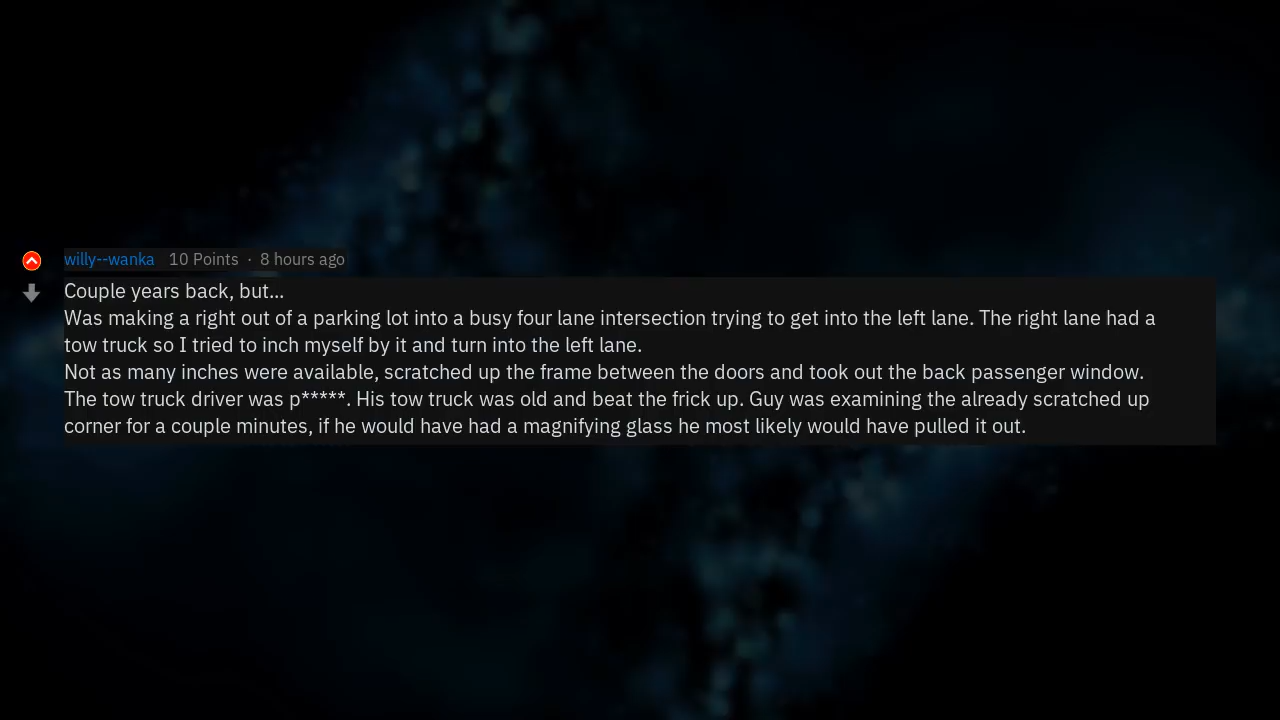 willy--wanka 10 Points · 8 hours ago
Couple years back, but...
Was making a right out of a parking lot into a busy four lane intersection trying to get into the left lane. The right lane had a
tow truck so I tried to inch myself by it and turn into the left lane.
Not as many inches were available, scratched up the frame between the doors and took out the back passenger window.
The tow truck driver was p*****. His tow truck was old and beat the frick up. Guy was examining the already scratched up
corner for a couple minutes, if he would have had a magnifying glass he most likely would have pulled it out.